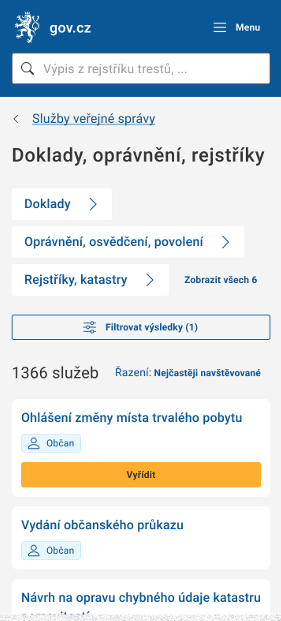 gov.cz
Menu
Výpis z rejstříku trestů, ...
Služby veřejné správy
Doklady, oprávnění, rejstříky
Doklady
Oprávnění, osvědčení, povolení
Rejstříky, katastry
Zobrazit všech 6
Filtrovat výsledky (1)
1366 služeb
Řazení: Nejčastěji navštěvované
Ohlášení změny místa trvalého pobytu
Občan
Vyřídit
Vydání občanského průkazu
Občan
Návrh na opravu chybného údaje katastru